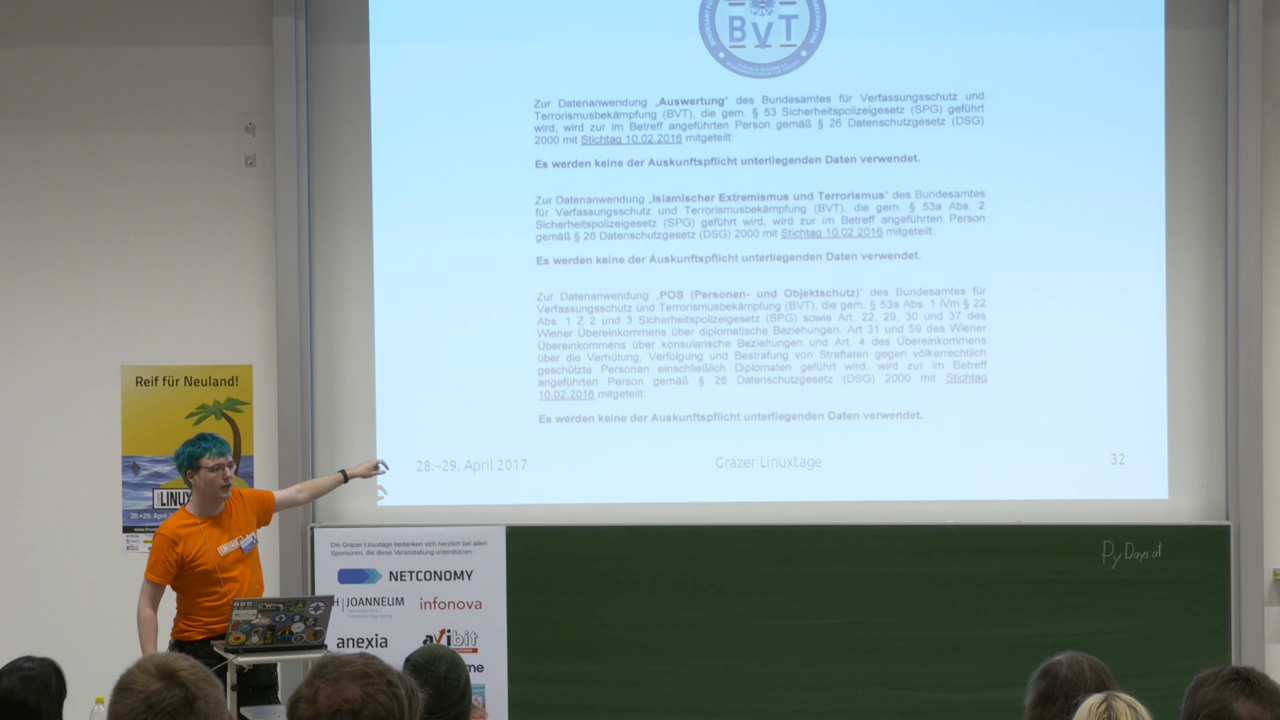 BVT
Zur Datenanwendung „Auswertung“ des Bundesamtes für Verfassungsschutz und
Terrorismusbekämpfung (BVT), die gem. § 53 Sicherheitspolizeigesetz (SPG) geführt
wird, wird zur im Betreff angeführten Person gemäß § 26 Datenschutzgesetz (DSG)
2000 mit Stichtag 10.02.2016 mitgeteilt:
Es werden keine der Auskunftspflicht unterliegenden Daten verwendet.
Zur Datenanwendung „Islamischer Extremismus und Terrorismus“ des Bundesamtes
für Verfassungsschutz und Terrorismusbekämpfung (BVT), die gem. § 53a Abs. 2
Sicherheitspolizeigesetz (SPG) geführt wird, wird zur im Betreff angeführten Person
gemäß § 26 Datenschutzgesetz (DSG) 2000 mit Stichtag 10.02.2016 mitgeteilt:
Es werden keine der Auskunftspflicht unterliegenden Daten verwendet.
Zur Datenanwendung „POS (Personen- und Objektschutz)“ des Bundesamtes für
Verfassungsschutz und Terrorismusbekämpfung (BVT), die gem. § 53a Abs. 1 iVm § 22
Abs. 1 Z 2 und 3 Sicherheitspolizeigesetz (SPG) sowie Art. 22, 29, 30 und 37 des
Wiener Übereinkommens über diplomatische Beziehungen, Art 31 und 59 des Wiener
Übereinkommens über konsularische Beziehungen und Art. 4 des Übereinkommens
über die Verhütung, Verfolgung und Bestrafung von Straftaten gegen völkerrechtlich
geschützte Personen einschließlich Diplomaten geführt wird, wird zur im Betreff
angeführten Person gemäß § 26 Datenschutzgesetz (DSG) 2000 mit Stichtag
10.02.2016 mitgeteilt:
Es werden keine der Auskunftspflicht unterliegenden Daten verwendet.
28.–29. April 2017 Grazer Linuxtage 32
Reif für Neuland!
LINUX
28.+29. April
Die Grazer Linuxtage bedanken sich herzlich bei allen
Sponsoren, die diese Veranstaltung unterstützen:
NETCONOMY
H JOANNEUM
infonova
anexia
avibit
me
PyDays.at